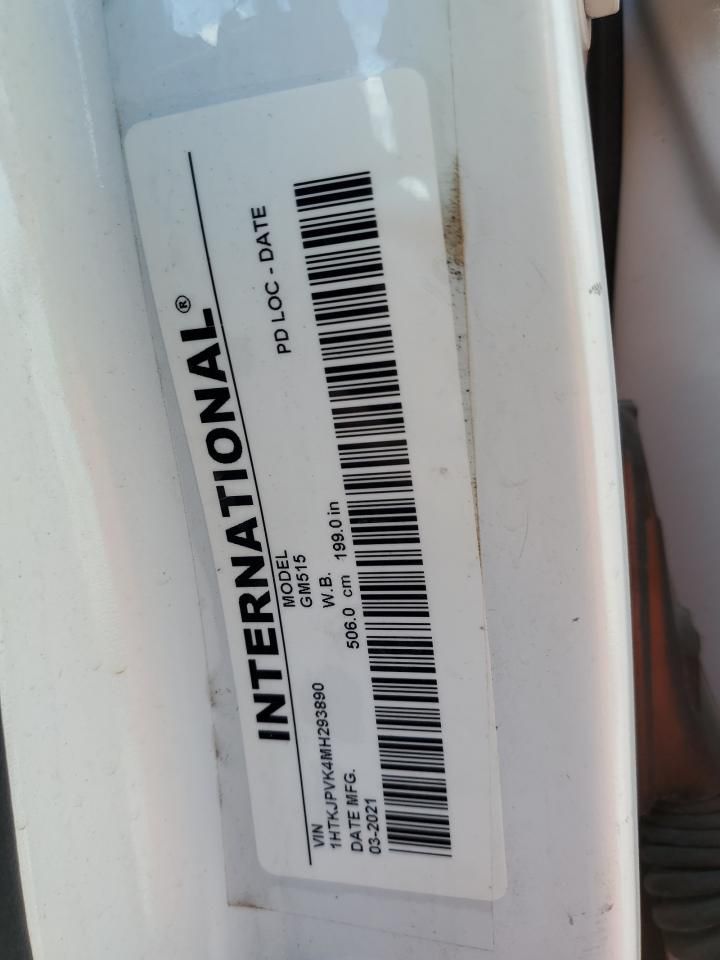 INTERNATIONAL®
VIN MODEL PD LOC - DATE
1HTKJPVK4MH293890 GM515
DATE MFG. W.B.
03-2021 506.0 cm 199.0 in